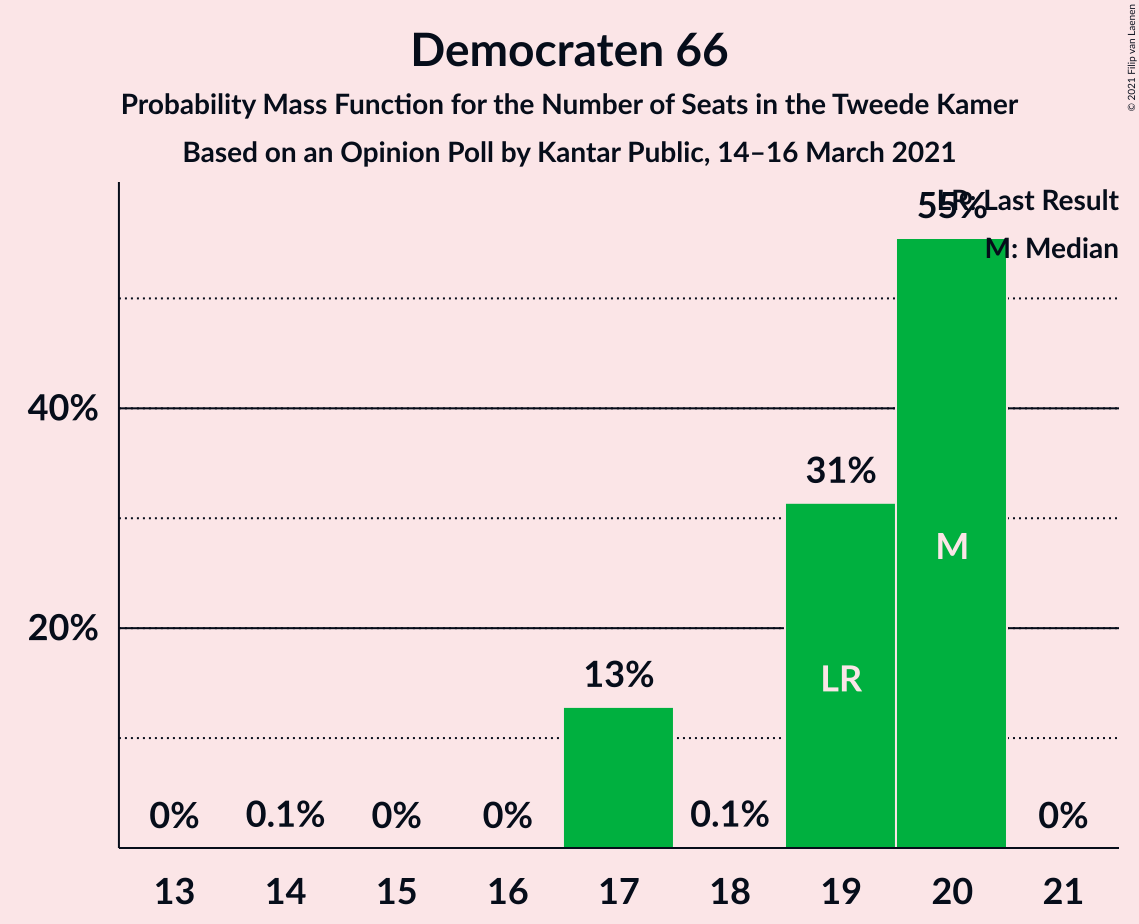 Democraten 66
Probability Mass Function for the Number of Seats in the Tweede Kamer
Based on an Opinion Poll by Kantar Public, 14–16 March 2021
© 2021 Filip van Laenen
LR: Last Result
M: Median
55%
40%
31%
M
20%
13%
LR
0% 0.1% 0% 0% 0.1% 0%
13 14 15 16 17 18 19 20 21